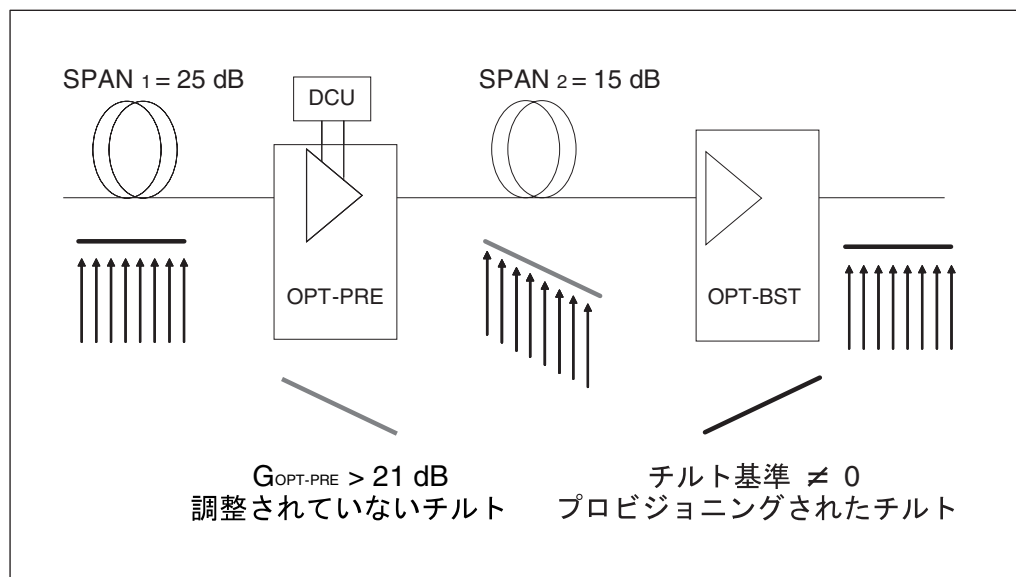 SPAN 1 = 25 dB
DCU
SPAN 2 = 15 dB
OPT-PRE
OPT-BST
GOPT-PRE > 21 dB
調整されていないチルト
チルト基準 ≠ 0
プロビジョニングされたチルト